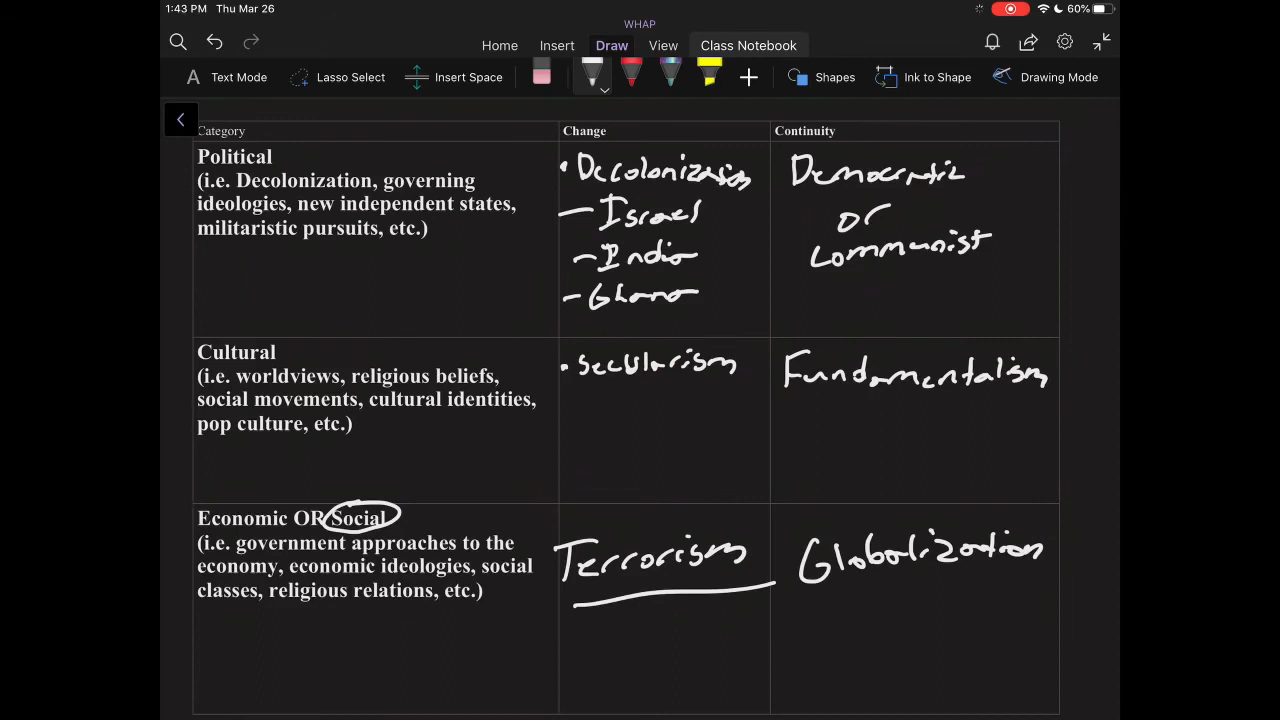 1:43 PM Thu Mar 26
60%
WHAP
Home Insert Draw View Class Notebook
A Text Mode Lasso Select Insert Space Shapes Ink to Shape Drawing Mode
Category Change Continuity
Political
(i.e. Decolonization, governing
ideologies, new independent states,
militaristic pursuits, etc.)
• Decolonization
– Israel
– India
– Ghana
Democratic
or
Communist
Cultural
(i.e. worldviews, religious beliefs,
social movements, cultural identities,
pop culture, etc.)
• Secularism
Fundamentalism
Economic OR Social
(i.e. government approaches to the
economy, economic ideologies, social
classes, religious relations, etc.)
Terrorism
Globalization